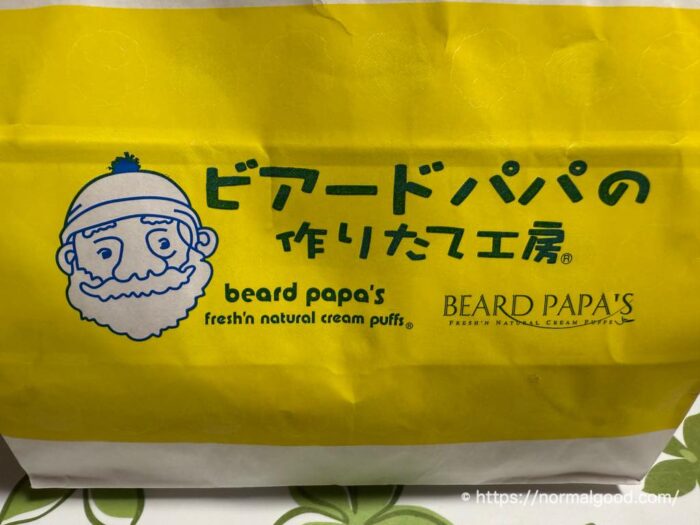 ビアードパパの
作りたて工房®
beard papa's
fresh'n natural cream puffs®
BEARD PAPA'S
FRESH'N NATURAL CREAM PUFFS
© https://normalgood.com/